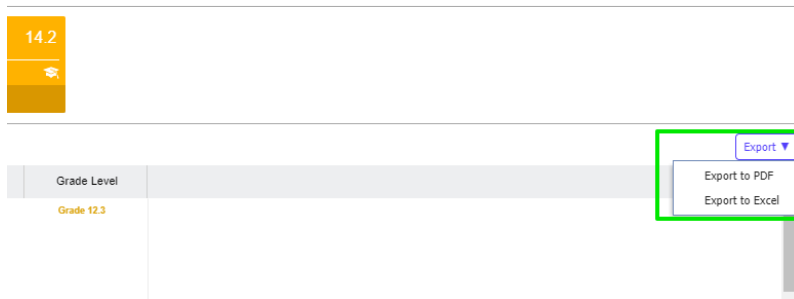 14.2
Export ▼
Grade Level
Export to PDF
Export to Excel
Grade 12.3